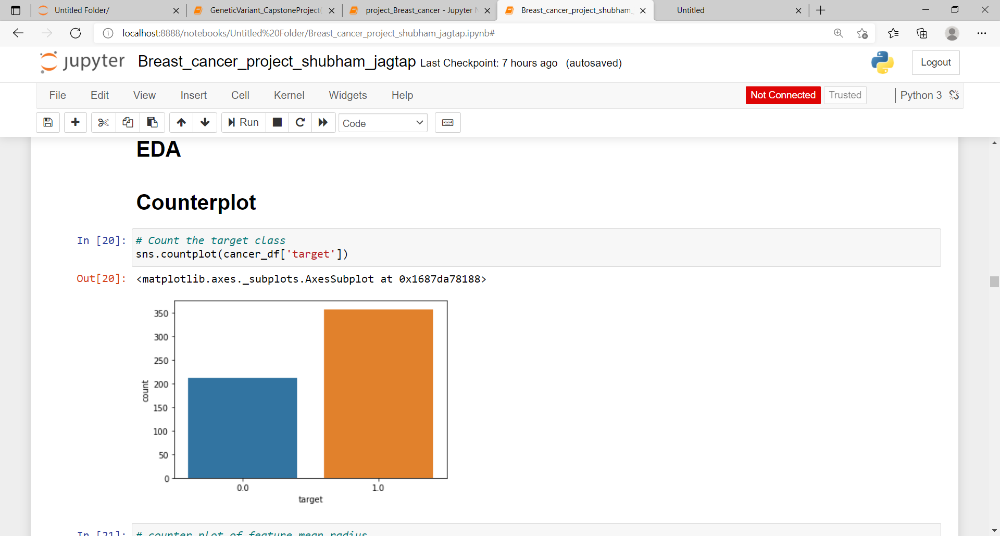 Untitled Folder/
GeneticVariant_CapstoneProject(
project_Breast_cancer - Jupyter N
Breast_cancer_project_shubham_
Untitled
localhost:8888/notebooks/Untitled%20Folder/Breast_cancer_project_shubham_jagtap.ipynb#
jupyter Breast_cancer_project_shubham_jagtap Last Checkpoint: 7 hours ago (autosaved)
Logout
File Edit View Insert Cell Kernel Widgets Help
Not Connected Trusted Python 3
Run Code
EDA
Counterplot
In [20]: # Count the target class
sns.countplot(cancer_df['target'])
Out[20]: <matplotlib.axes._subplots.AxesSubplot at 0x1687da78188>
350
300
250
200
150
100
50
0
count
0.0 1.0
target
In [21]: # counter plot of feature mean radius